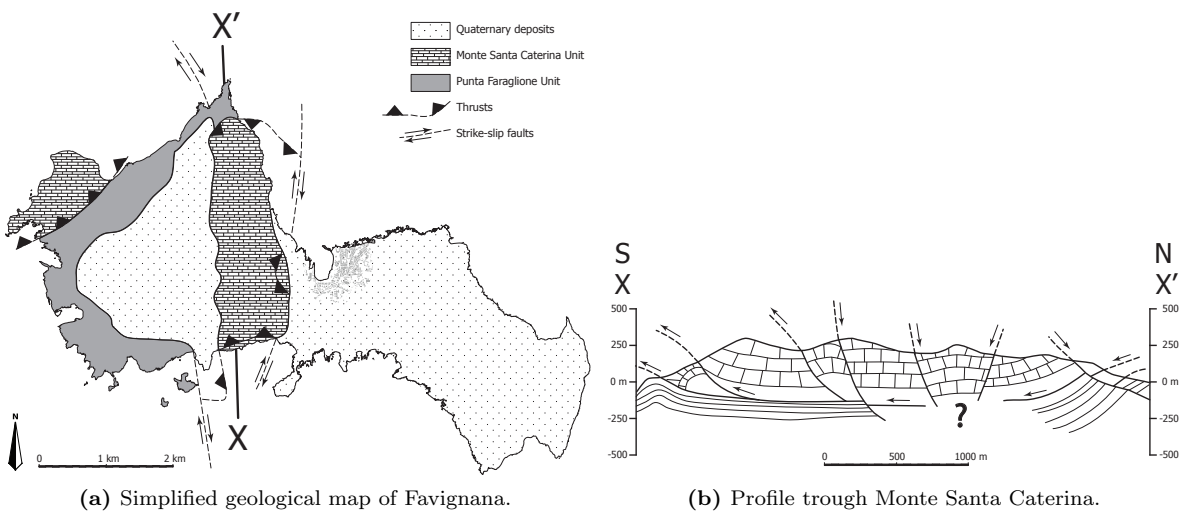 X'
Quaternary deposits
Monte Santa Caterina Unit
Punta Faraglione Unit
Thrusts
Strike-slip faults
N
0 1 km 2 km
X
(a) Simplified geological map of Favignana.
S N
X X'
500 500
250 250
0 m 0 m
-250 -250
-500 -500
?
0 500 1000 m
(b) Profile trough Monte Santa Caterina.